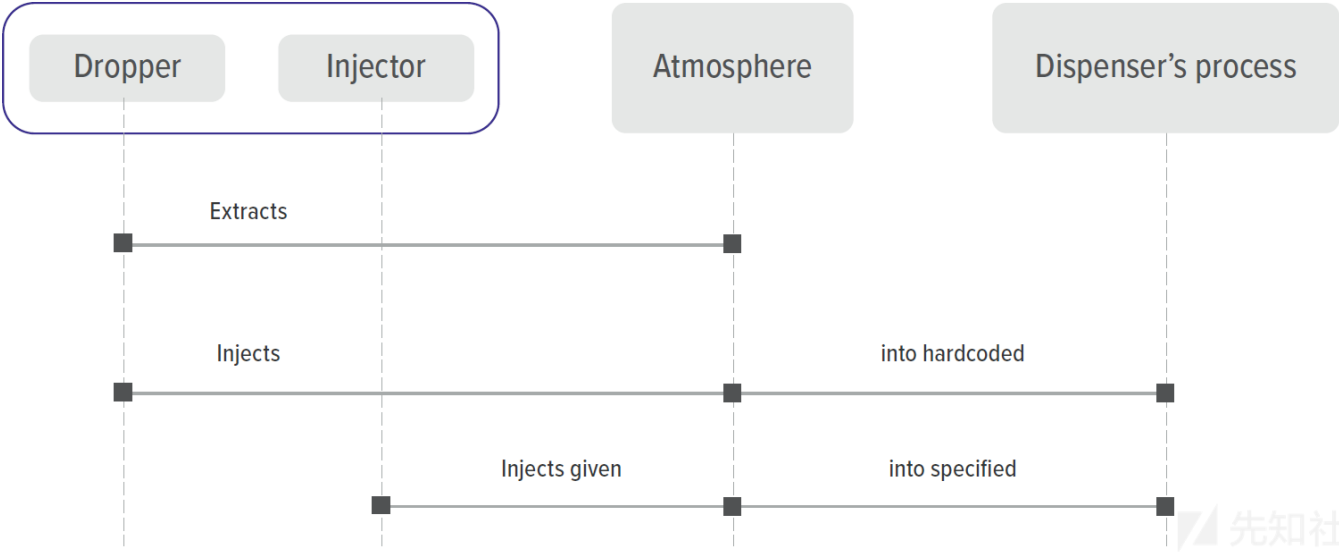 Dropper
Injector
Atmosphere
Dispenser's process
Extracts
Injects
into hardcoded
Injects given
into specified
先知社